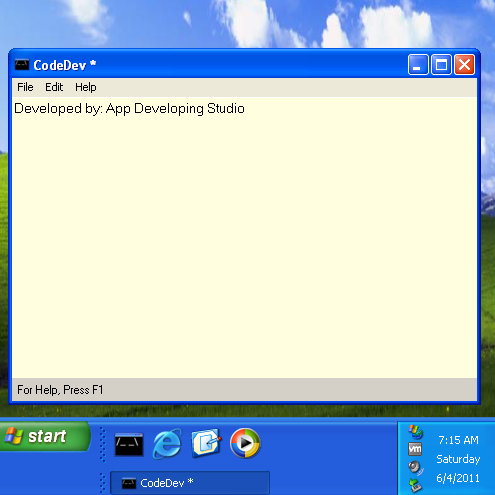 CodeDev *
File Edit Help
Developed by: App Developing Studio
For Help, Press F1
start
7:15 AM
vm
Saturday
CodeDev *
6/4/2011